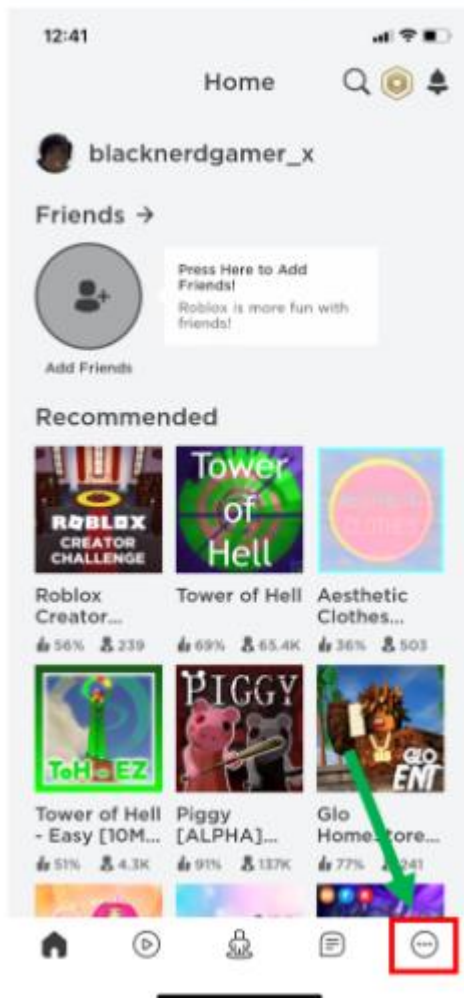 12:41
Home
blacknerdgamer_x
Friends →
Press Here to Add
Friends!
Roblox is more fun with
friends!
Add Friends
Recommended
ROBLOX
CREATOR
CHALLENGE
Tower
of
Hell
Roblox
Creator...
Tower of Hell
Aesthetic
Clothes...
56% 239
69% 65.4K
36% 503
ToH - EZ
PIGGY
GLO
ENT
Tower of Hell
- Easy [10M...
Piggy
[ALPHA]...
Glo
Homestore...
51% 4.3K
91% 137K
77% 241